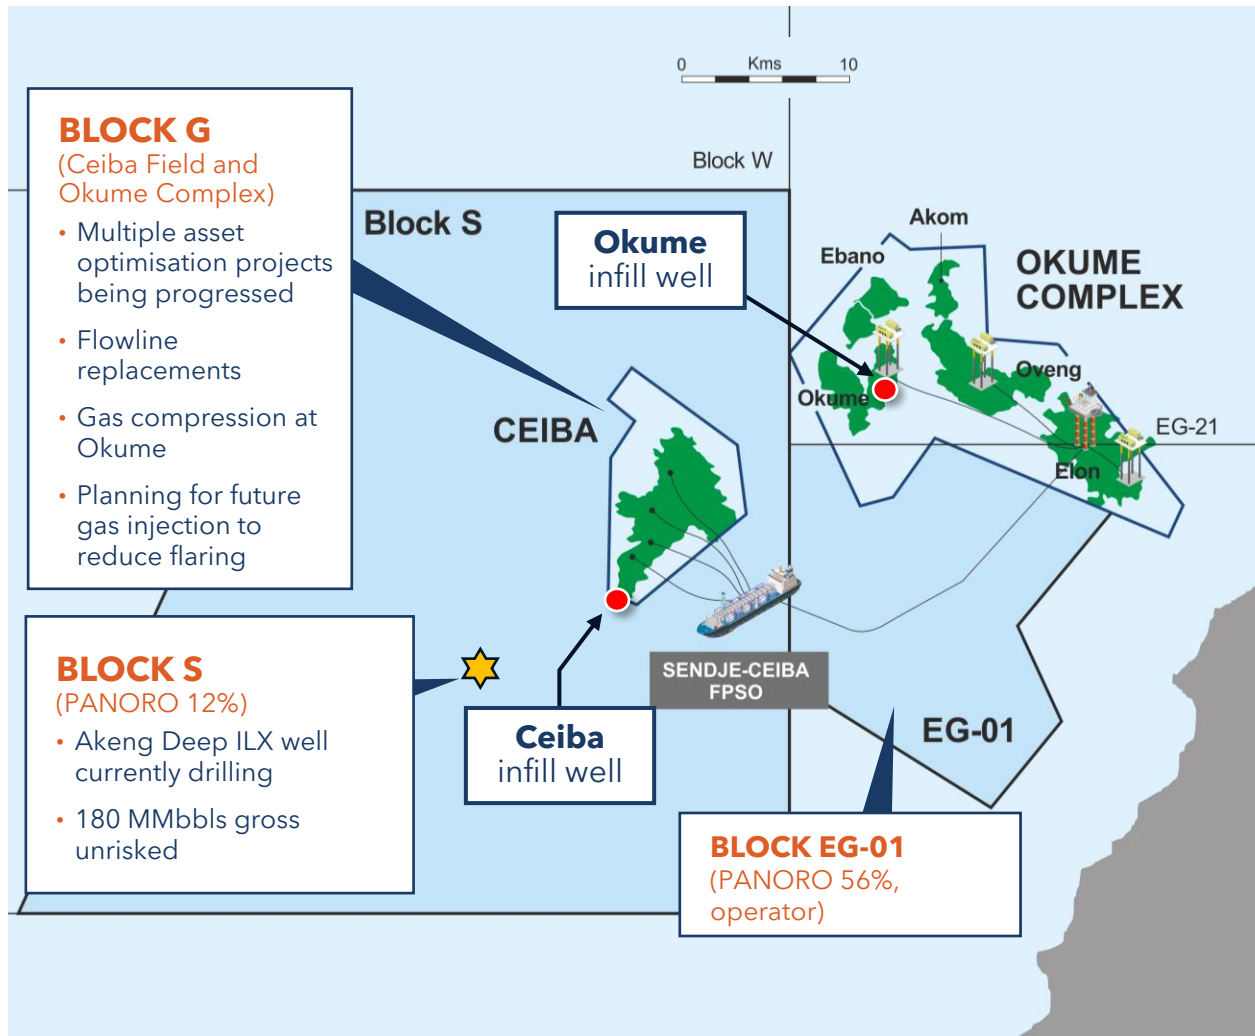 0 Kms 10
BLOCK G
(Ceiba Field and
Okume Complex)
• Multiple asset
optimisation projects
being progressed
• Flowline
replacements
• Gas compression at
Okume
• Planning for future
gas injection to
reduce flaring
Block W
Block S
Okume
infill well
Akom
Ebano
OKUME
COMPLEX
Oveng
Okume
EG-21
Elon
CEIBA
SENDJE-CEIBA
FPSO
BLOCK S
(PANORO 12%)
• Akeng Deep ILX well
currently drilling
• 180 MMbbls gross
unrisked
Ceiba
infill well
EG-01
BLOCK EG-01
(PANORO 56%,
operator)